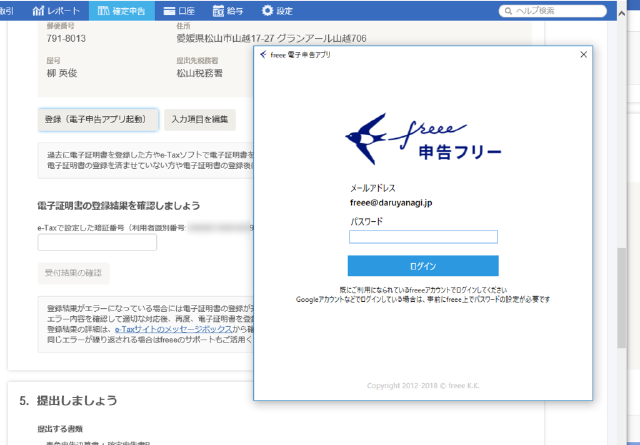 取引 レポート 確定申告 口座 給与 設定 ヘルプ検索
郵便番号 住所
791-8013 愛媛県松山市山越17-27 グランアール山越706
屋号 提出先税務署
柳 英俊 松山税務署
登録（電子申告アプリ起動） 入力項目を編集
過去に電子証明書を登録した方やe-Taxソフトで電子証明書を
電子証明書の登録を済ませていない方や電子証明書の登録後に
電子証明書の登録結果を確認しましょう
e-Taxで設定した暗証番号（利用者識別番号:
受付結果の確認
登録結果がエラーになっている場合には電子証明書の登録が
エラー内容を確認して適切な対応後、再度、電子証明書を登
登録結果の詳細は、e-Taxサイトのメッセージボックスから確
同じエラーが繰り返される場合はfreeeのサポートもご活用く
5. 提出しましょう
提出する書類
freee 電子申告アプリ
freee
申告フリー
メールアドレス
freee@daruyanagi.jp
パスワード
ログイン
既にご利用になられているfreeeアカウントでログインしてください
Googleアカウントなどでログインしている場合は、事前にfreee上でパスワードの設定が必要です
Copyright 2012-2018 © freee K.K.